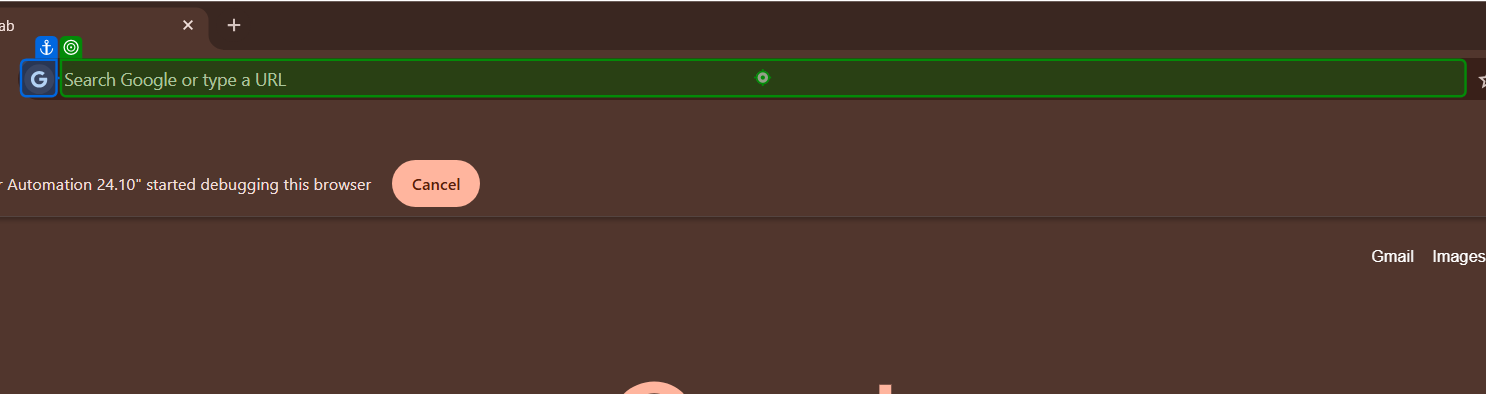 ab
Search Google or type a URL
r Automation 24.10" started debugging this browser
Cancel
Gmail Images